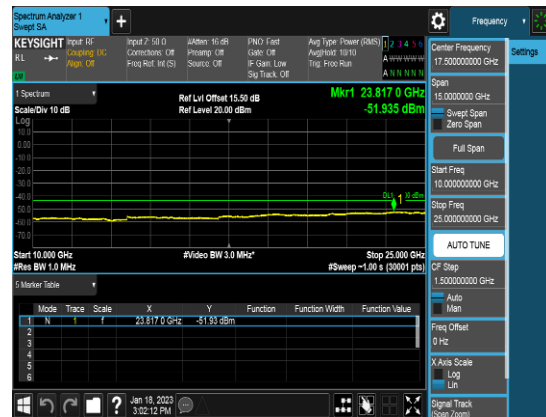 Spectrum Analyzer 1
Swept SA
+
Frequency
KEYSIGHT
RL
Input: RF
Coupling: DC
Align: Off
Input Z: 50 Ω
Corrections: Off
Freq Ref: Int (S)
#Atten: 16 dB
Preamp: Off
Source: Off
PNO: Fast
Gate: Off
IF Gain: Low
Sig Track: Off
Avg Type: Power (RMS)
Avg|Hold: 10/10
Trig: Free Run
1 2 3 4 5 6
A W W W W W
A N N N N N
1 Spectrum
Scale/Div 10 dB
Ref Lvl Offset 15.50 dB
Ref Level 20.00 dBm
Mkr1 23.817 0 GHz
-51.935 dBm
Log
10.0
0.00
-10.0
-20.0
-30.0
-40.0
-50.0
-60.0
-70.0
1
Start 10.000 GHz
#Res BW 1.0 MHz
#Video BW 3.0 MHz*
Stop 25.000 GHz
#Sweep ~1.00 s (30001 pts)
5 Marker Table
Mode Trace Scale X Y Function Function Width Function Value
1 N 1 f 23.817 0 GHz -51.93 dBm
2
3
4
5
6
Jan 18, 2023
3:02:12 PM
?
Center Frequency
17.500000000 GHz
Settings
Span
15.0000000 GHz
Swept Span
Zero Span
Full Span
Start Freq
10.000000000 GHz
Stop Freq
25.000000000 GHz
AUTO TUNE
CF Step
1.500000000 GHz
Auto
Man
Freq Offset
0 Hz
X Axis Scale
Log
Lin
Signal Track
(Span Zoom)